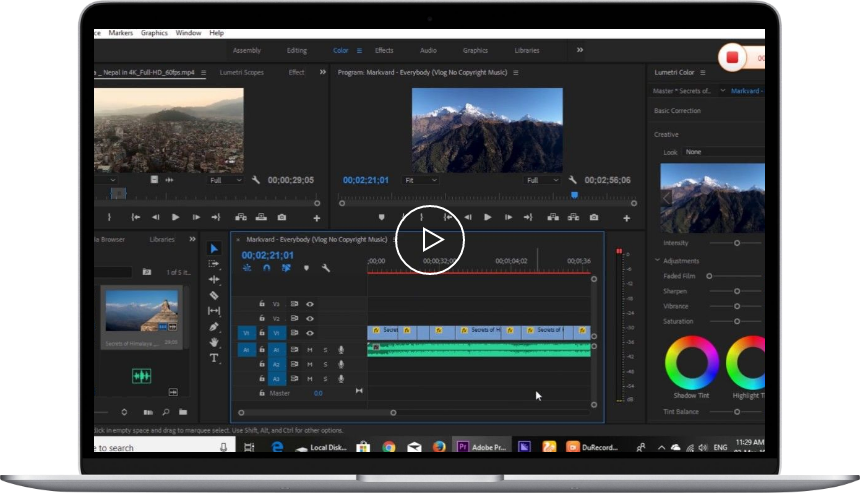 Markers Graphics Window Help
Assembly Editing Color Effects Audio Graphics Libraries
Nepal in 4K_Full-HD_60fps.mp4 Lumetri Scopes Effect
Program: Markvard - Everybody (Vlog No Copyright Music)
Lumetri Color
Master * Secrets of.. Markvard -
Basic Correction
Creative
Look None
Full 00;00;29;05
00;02;21;01 Fit Full 00;02;56;06
Intensity
Adjustments
Faded Film
Sharpen
Vibrance
Saturation
Shadow Tint Highlight T
Tint Balance
Browser Libraries
1 of 5 it...
Markvard - Everybody (Vlog No Copyright Music)
00;02;21;01
;00;00 00;00;32;00 00;01;04;02 00;01;36
V3
V2
V1 V1
A1 A1 M S
A2 M S
A3 M S
Master 0.0
Secrets of H Secrets of
Secrets of Himalaya
click in empty space and drag to marquee select. Use Shift, Alt, and Ctrl for other options.
e to search
Local Disk... Adobe Pr... DuRecord...
ENG 11:29 AM